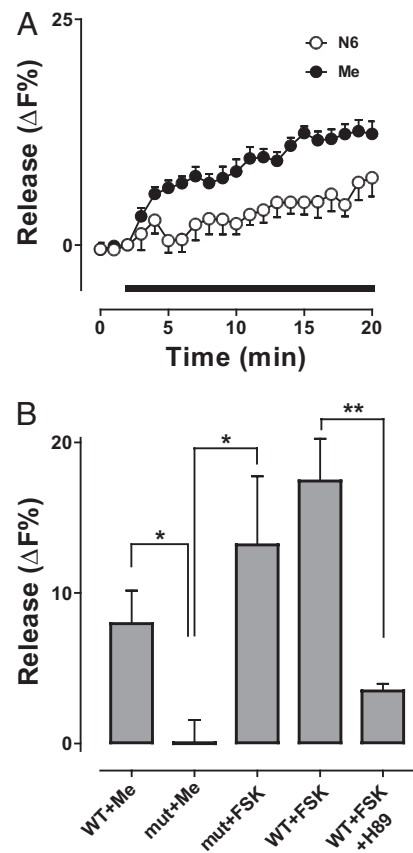 A
25
N6
Me
Release (ΔF%)
0
0 5 10 15 20
Time (min)
B
**
20
*
*
Release (ΔF%)
10
0
WT+Me
mut+Me
mut+FSK
WT+FSK
WT+FSK
+H89